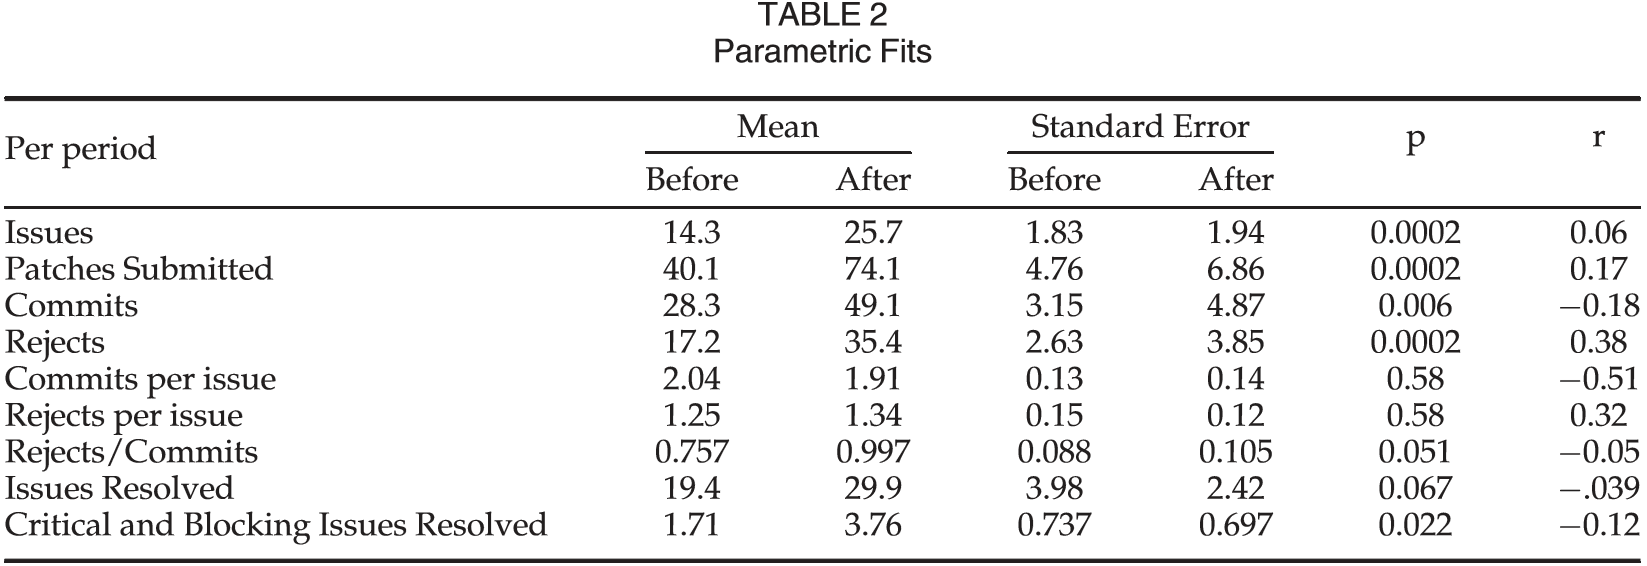 TABLE 2
Parametric Fits
Per period Mean Standard Error p r
Before After Before After
Issues 14.3 25.7 1.83 1.94 0.0002 0.06
Patches Submitted 40.1 74.1 4.76 6.86 0.0002 0.17
Commits 28.3 49.1 3.15 4.87 0.006 −0.18
Rejects 17.2 35.4 2.63 3.85 0.0002 0.38
Commits per issue 2.04 1.91 0.13 0.14 0.58 −0.51
Rejects per issue 1.25 1.34 0.15 0.12 0.58 0.32
Rejects/Commits 0.757 0.997 0.088 0.105 0.051 −0.05
Issues Resolved 19.4 29.9 3.98 2.42 0.067 −.039
Critical and Blocking Issues Resolved 1.71 3.76 0.737 0.697 0.022 −0.12